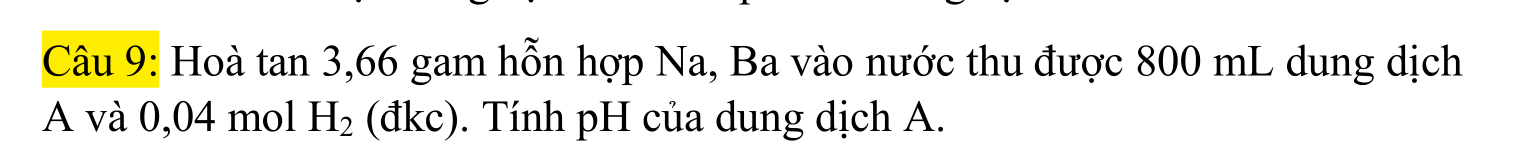 Câu 9: Hoà tan 3,66 gam hỗn hợp Na, Ba vào nước thu được 800 mL dung dịch
A và 0,04 mol H₂ (đkc). Tính pH của dung dịch A.